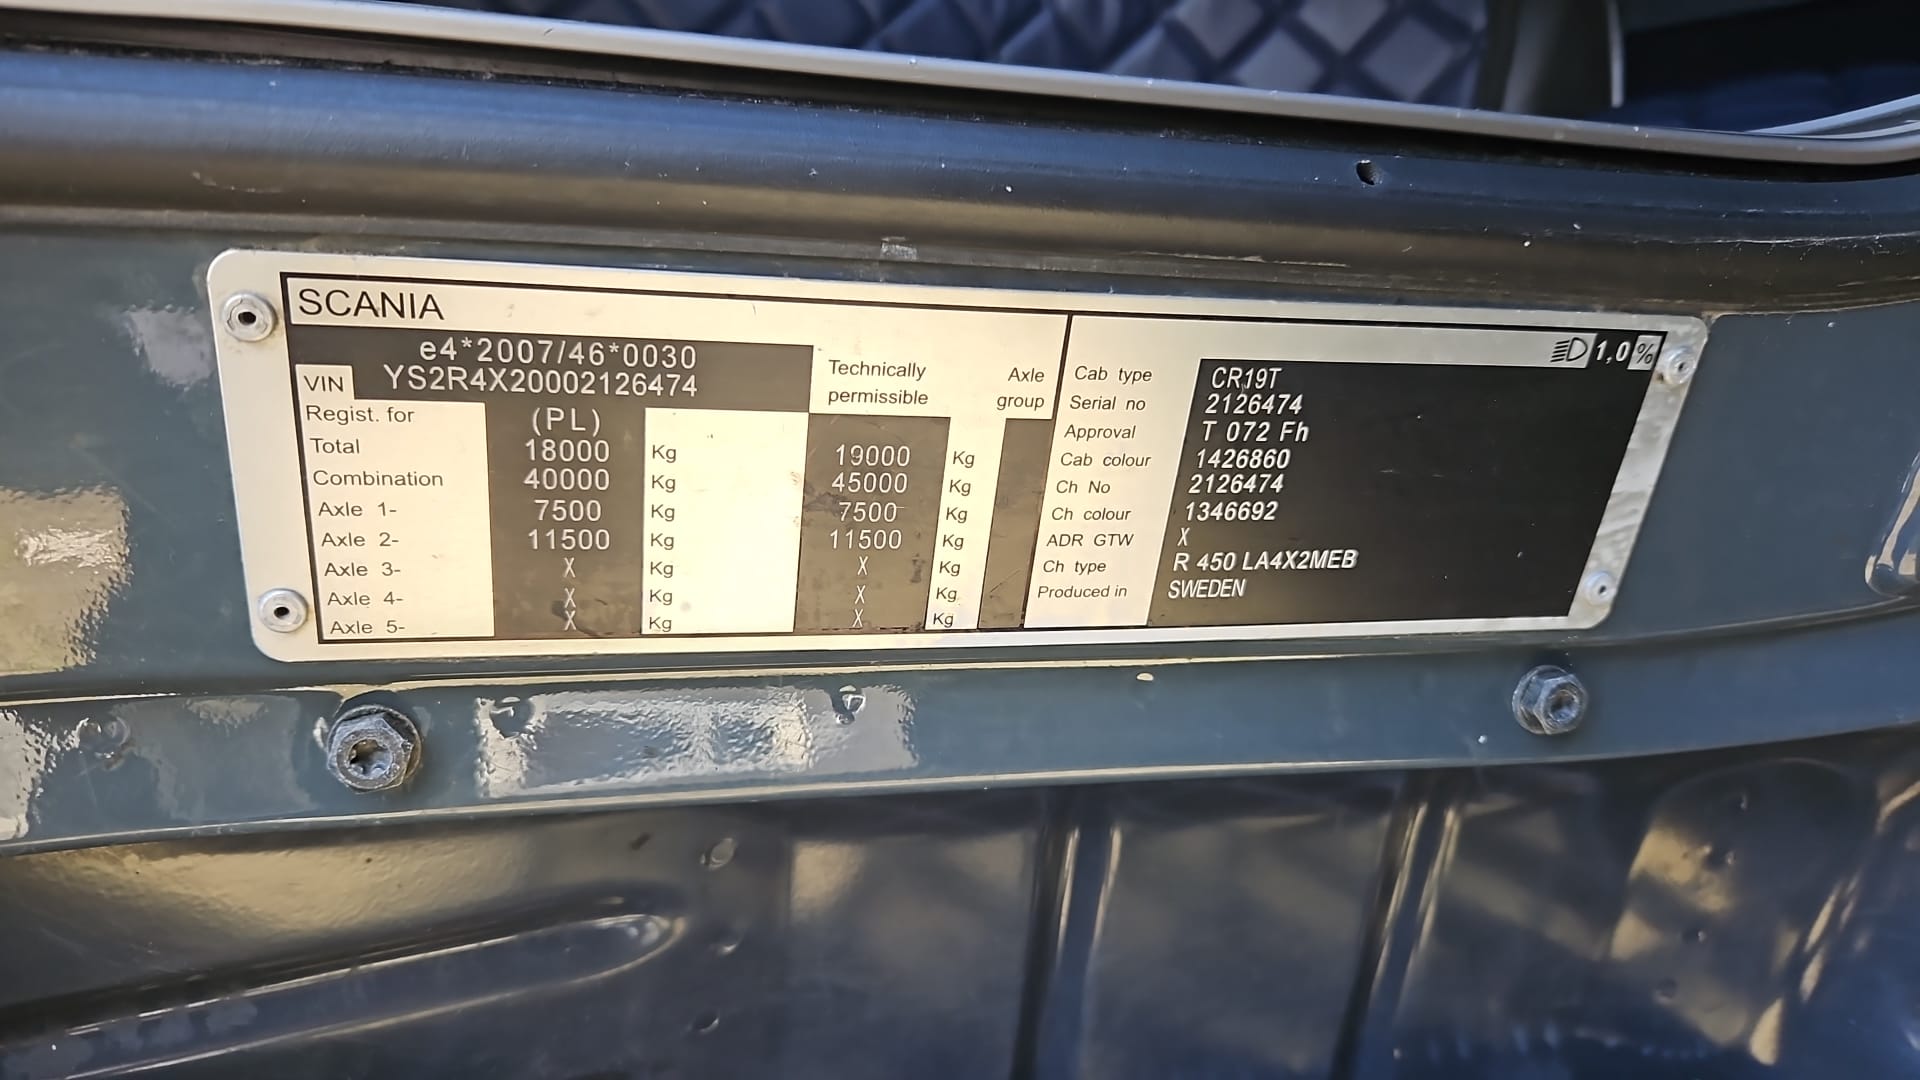 SCANIA
e4*2007/46*0030
VIN YS2R4X20002126474
Technically permissible
Axle group
Regist. for (PL)
Total 18000 Kg 19000 Kg
Combination 40000 Kg 45000 Kg
Axle 1- 7500 Kg 7500 Kg
Axle 2- 11500 Kg 11500 Kg
Axle 3- X Kg X Kg
Axle 4- X Kg X Kg
Axle 5- X Kg X Kg
1,0 %
Cab type CR19T
Serial no 2126474
Approval T 072 Fh
Cab colour 1426860
Ch No 2126474
Ch colour 1346692
ADR GTW X
Ch type R 450 LA4X2MEB
Produced in SWEDEN